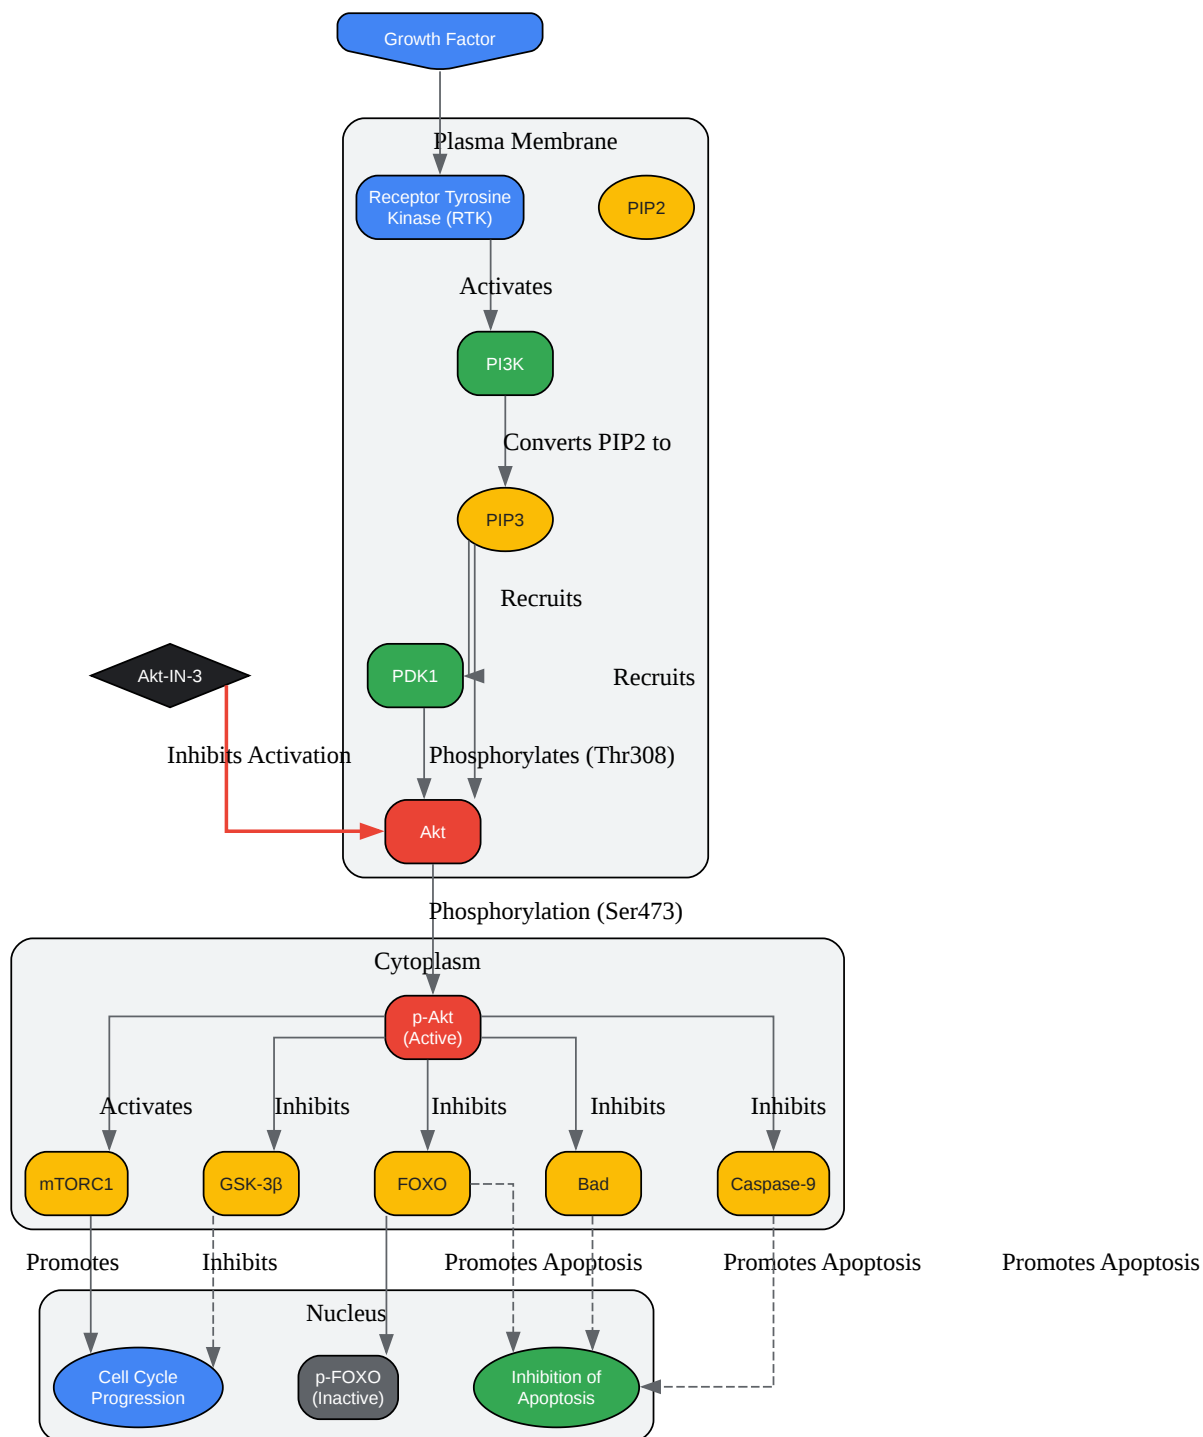 Growth Factor
Plasma Membrane
Receptor Tyrosine
Kinase (RTK)
PIP2
Activates
PI3K
Converts PIP2 to
PIP3
Recruits
Akt-IN-3
PDK1
Recruits
Inhibits Activation
Phosphorylates (Thr308)
Akt
Phosphorylation (Ser473)
Cytoplasm
p-Akt
(Active)
Activates
Inhibits
Inhibits
Inhibits
Inhibits
mTORC1
GSK-3β
FOXO
Bad
Caspase-9
Promotes
Inhibits
Promotes Apoptosis
Promotes Apoptosis
Promotes Apoptosis
Nucleus
Cell Cycle
Progression
p-FOXO
(Inactive)
Inhibition of
Apoptosis